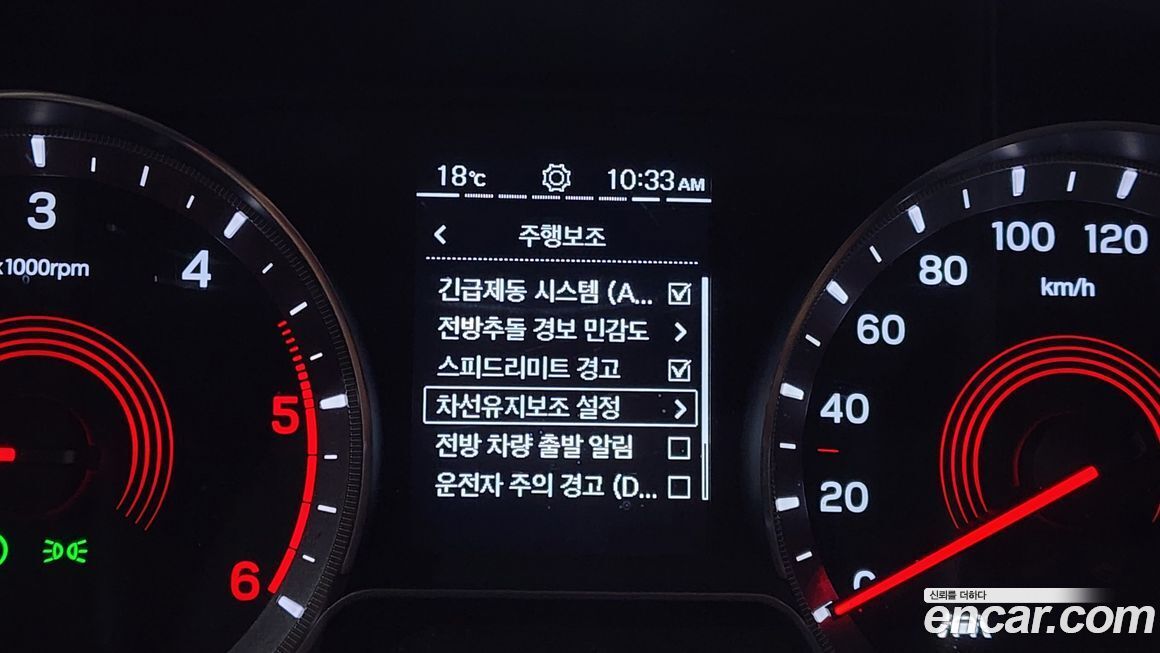 18℃ 10:33 AM
주행보조
긴급제동 시스템 (A...
전방추돌 경보 민감도
스피드리미트 경고
차선유지보조 설정
전방 차량 출발 알림
운전자 주의 경고 (D...
3
4
5
6
x1000rpm
0
20
40
60
80
100
120
km/h
신뢰를 더하다
encar.com